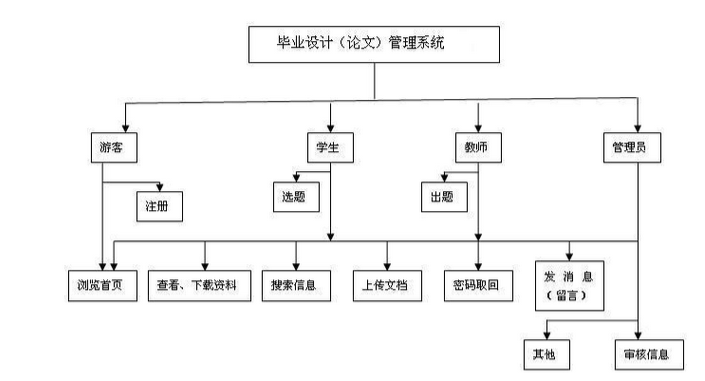 毕业设计（论文）管理系统
游客
学生
教师
管理员
注册
选题
出题
浏览首页
查看、下载资料
搜索信息
上传文档
密码取回
发 消 息
（留言）
其他
审核信息